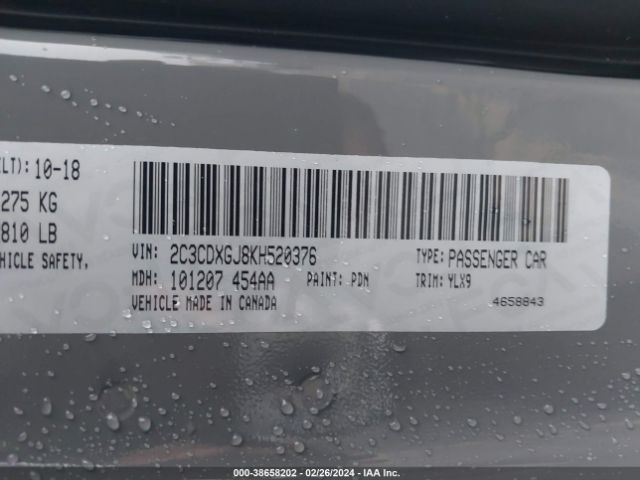 LT): 10-18
275 KG
810 LB
HICLE SAFETY,
VIN: 2C3CDXGJ8KH520376 TYPE: PASSENGER CAR
MDH: 101207 454AA PAINT: PDN TRIM: YLX9
VEHICLE MADE IN CANADA 4658843
000-38658202 - 02/26/2024 - IAA Inc.